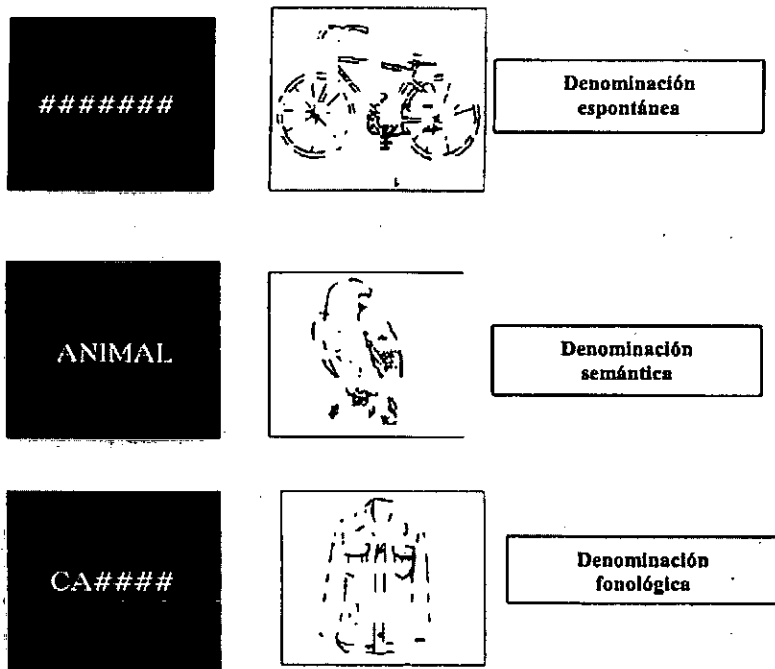 #######
Denominación
espontánea
ANIMAL
Denominación
semántica
CA####
Denominación
fonológica